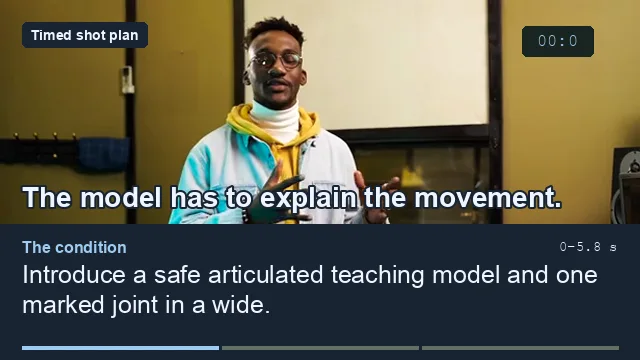 Timed shot plan
00:0
The model has to explain the movement.
The condition
0–5.8 s
Introduce a safe articulated teaching model and one
marked joint in a wide.